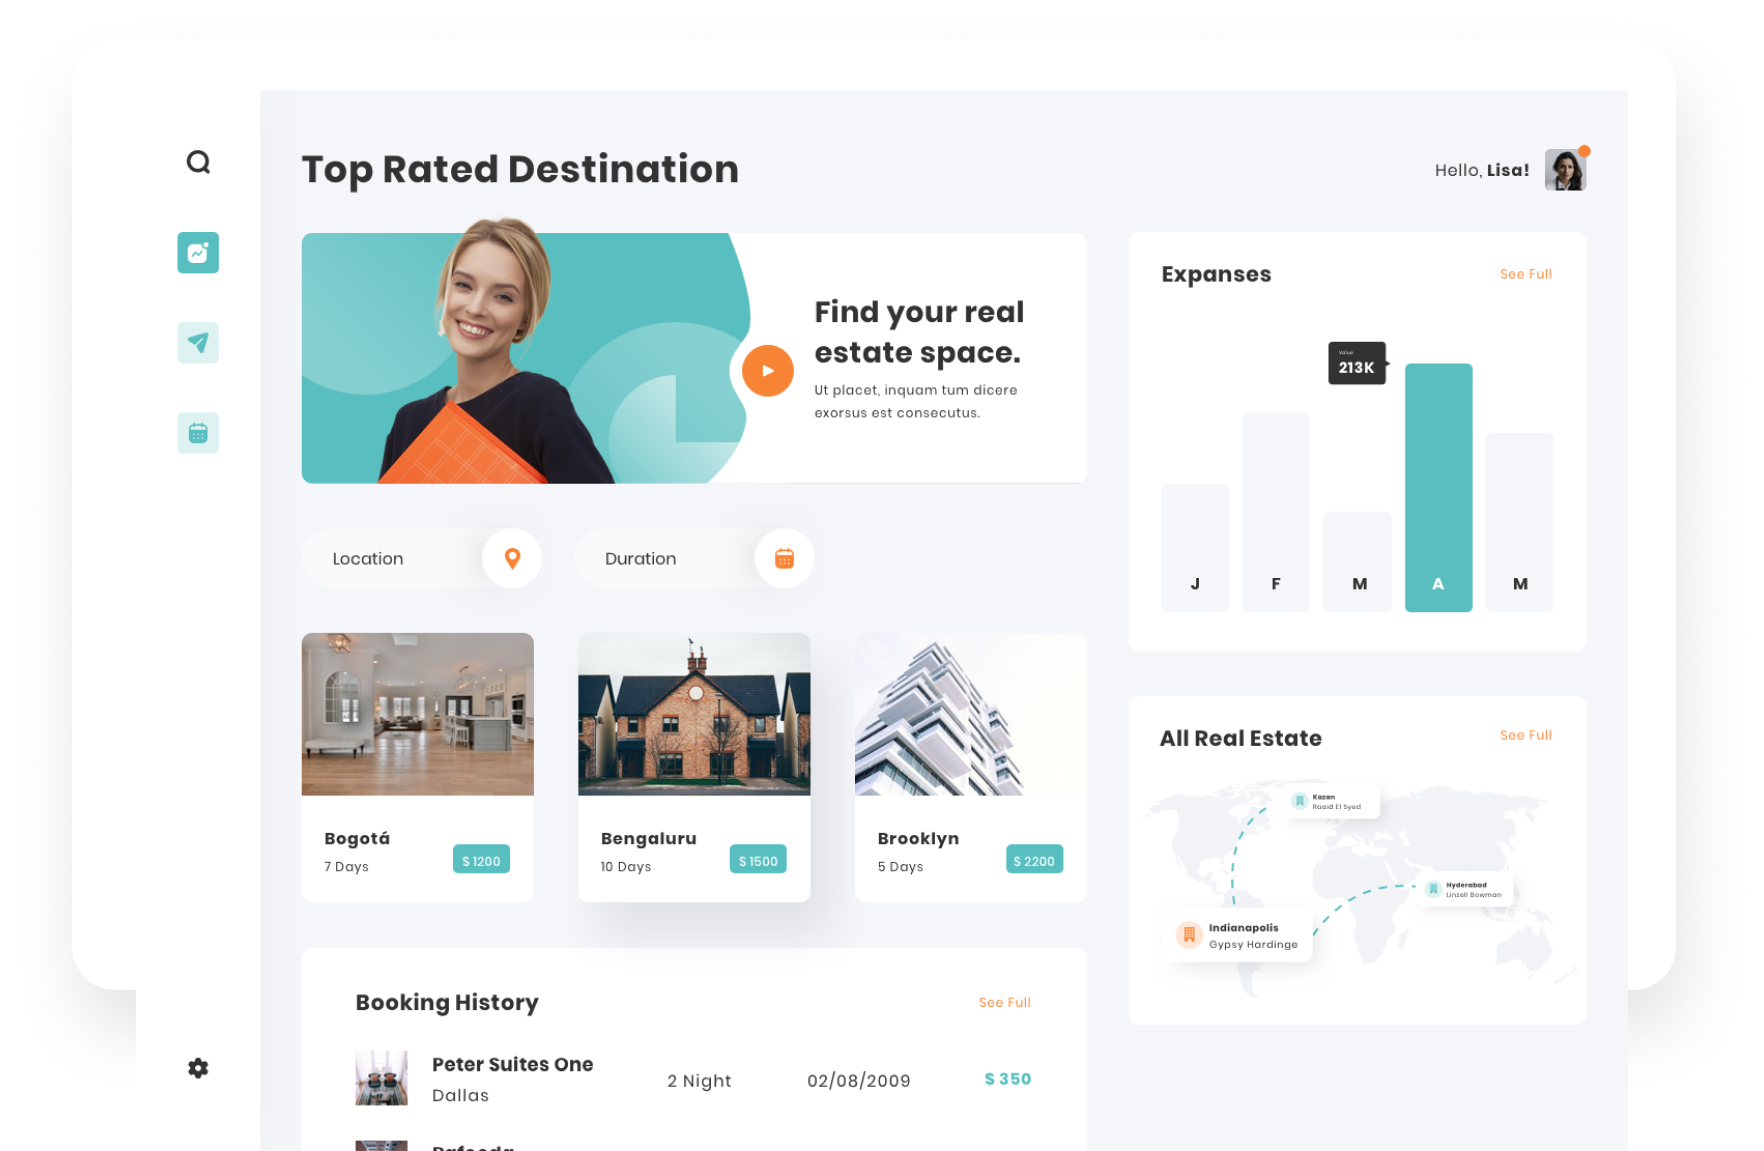 Top Rated Destination
Hello, Lisa!
Find your real
estate space.
Ut placet, inquam tum dicere
exorsus est consecutus.
Location
Duration
Bogotá
7 Days
$ 1200
Bengaluru
10 Days
$ 1500
Brooklyn
5 Days
$ 2200
Booking History
See Full
Peter Suites One
Dallas
2 Night
02/08/2009
$ 350
Expanses
See Full
Value
213K
J
F
M
A
M
All Real Estate
See Full
Kazan
Raaid El Syed
Hyderabad
Linzell Bowman
Indianapolis
Gypsy Hardinge